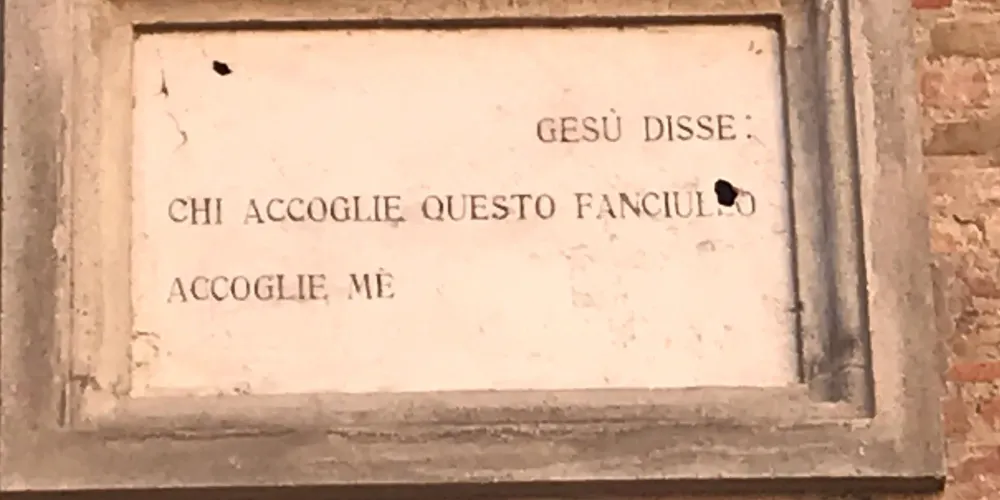 GESÙ DISSE:
CHI ACCOGLIE QUESTO FANCIULLO
ACCOGLIE MÈ